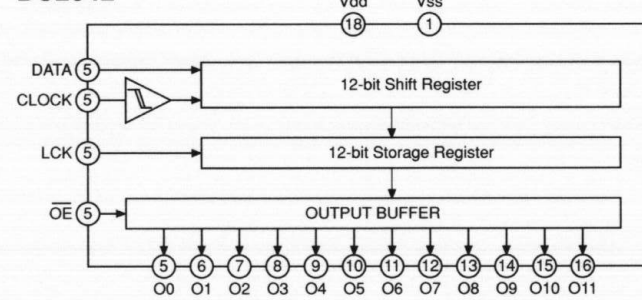 Vdd Vss
18 1
DATA 5
12-bit Shift Register
CLOCK 5
LCK 5
12-bit Storage Register
OE 5
OUTPUT BUFFER
5 6 7 8 9 10 11 12 13 14 15 16
O0 O1 O2 O3 O4 O5 O6 O7 O8 O9 O10 O11